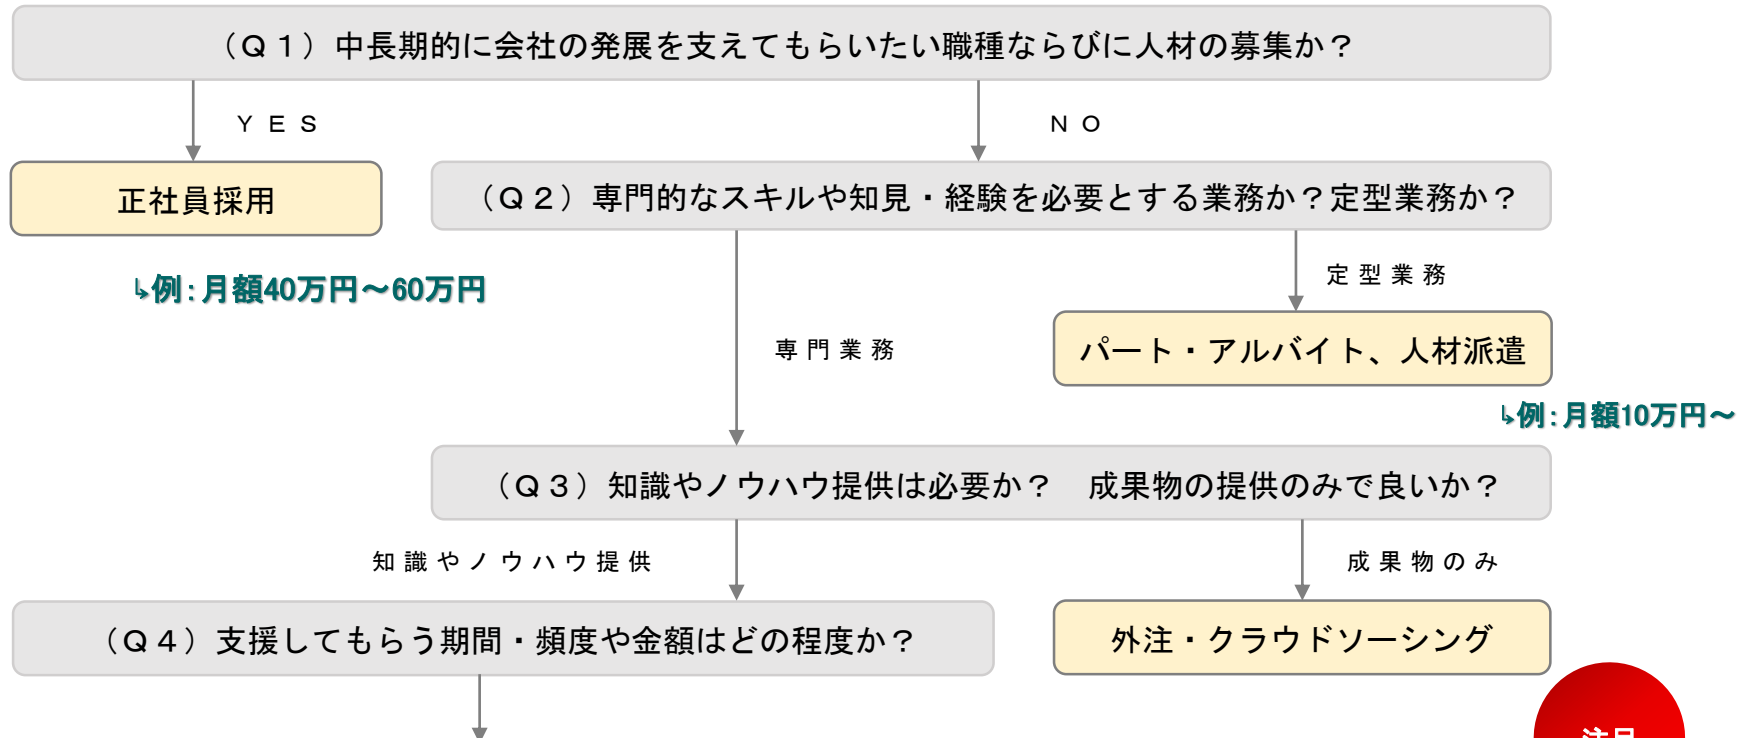 （Ｑ１）中長期的に会社の発展を支えてもらいたい職種ならびに人材の募集か？
ＹＥＳ
ＮＯ
正社員採用
（Ｑ２）専門的なスキルや知見・経験を必要とする業務か？定型業務か？
↳例：月額40万円～60万円
定型業務
専門業務
パート・アルバイト、人材派遣
↳例：月額10万円～
（Ｑ３）知識やノウハウ提供は必要か？　成果物の提供のみで良いか？
知識やノウハウ提供
成果物のみ
（Ｑ４）支援してもらう期間・頻度や金額はどの程度か？
外注・クラウドソーシング
注目